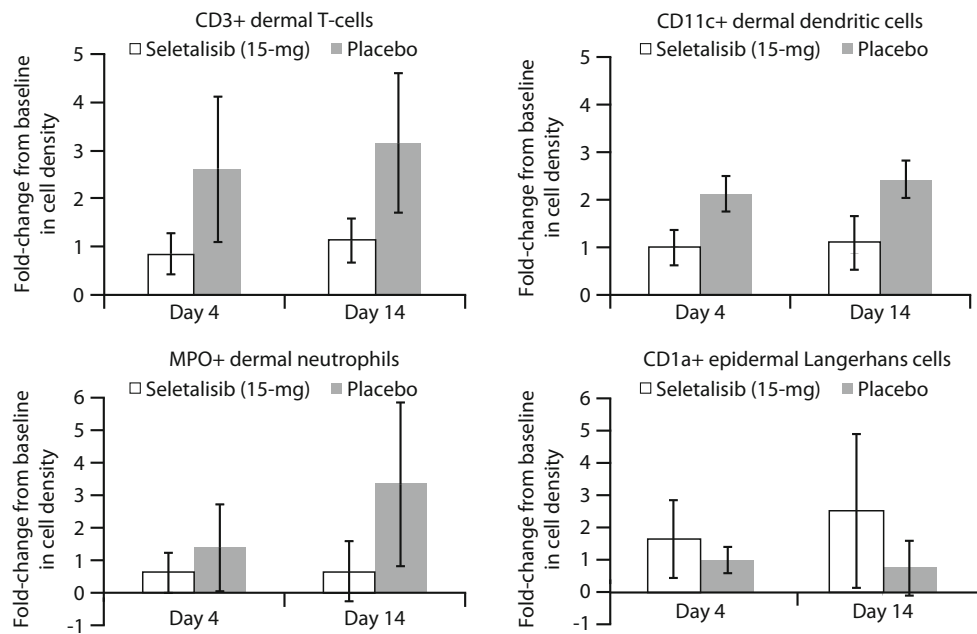 CD3+ dermal T-cells
Seletalisib (15-mg) Placebo
Fold-change from baseline
in cell density
5
4
3
2
1
0
Day 4 Day 14
CD11c+ dermal dendritic cells
Seletalisib (15-mg) Placebo
Fold-change from baseline
in cell density
5
4
3
2
1
0
Day 4 Day 14
MPO+ dermal neutrophils
Seletalisib (15-mg) Placebo
Fold-change from baseline
in cell density
6
5
4
3
2
1
0
-1
Day 4 Day 14
CD1a+ epidermal Langerhans cells
Seletalisib (15-mg) Placebo
Fold-change from baseline
in cell density
6
5
4
3
2
1
0
-1
Day 4 Day 14